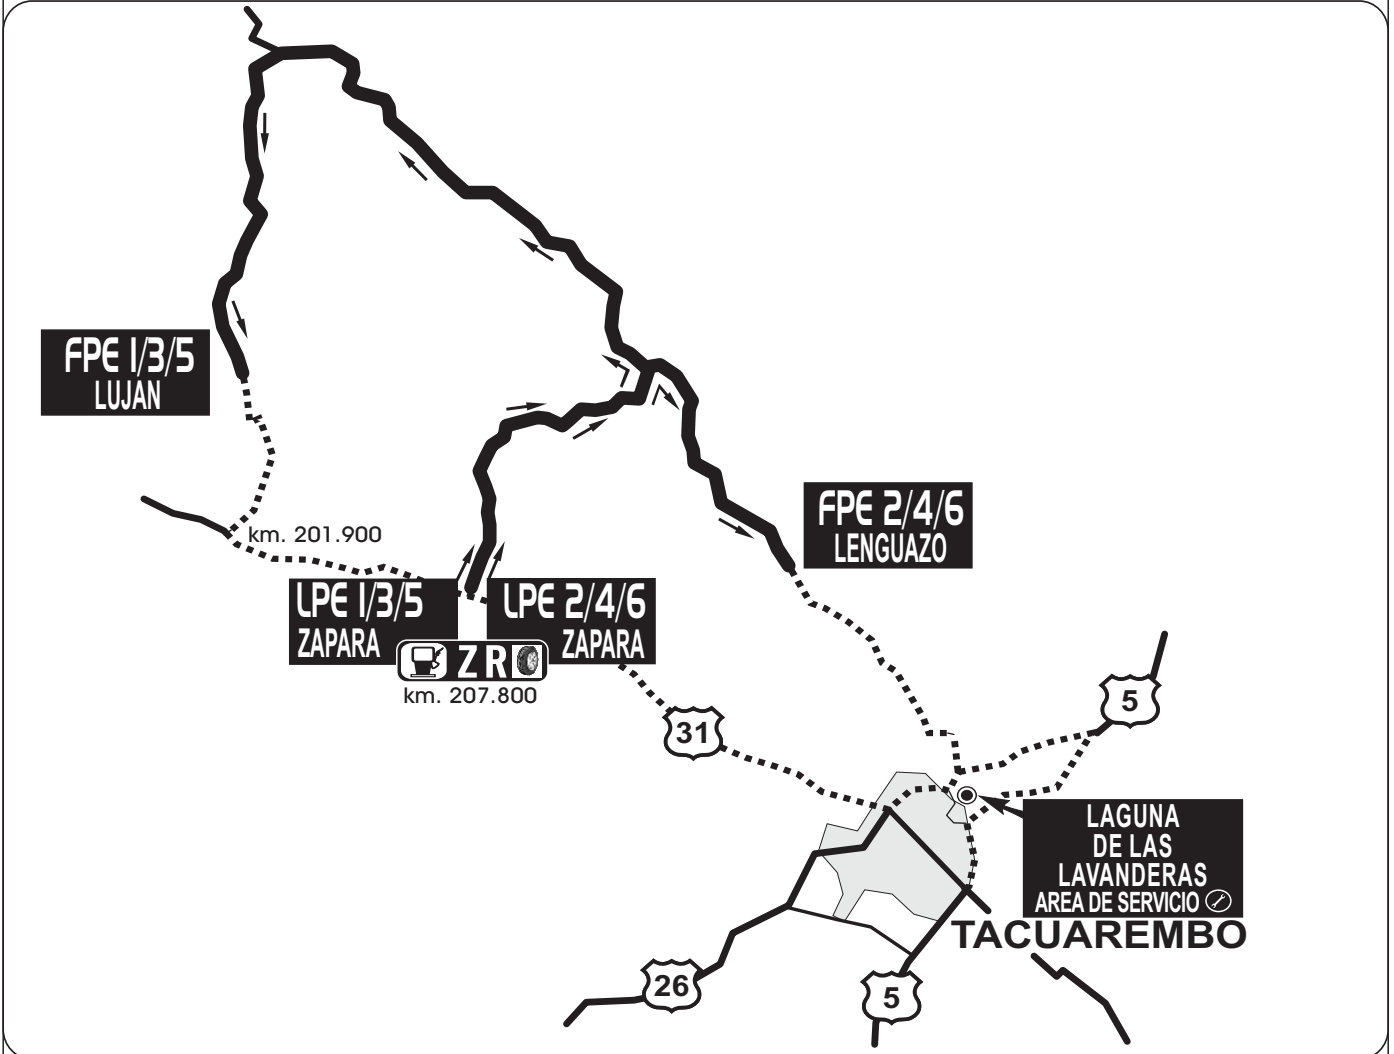 FPE 1/3/5
LUJAN
FPE 2/4/6
LENGUAZO
km. 201.900
LPE 1/3/5
ZAPARA
LPE 2/4/6
ZAPARA
ZR
km. 207.800
31
5
LAGUNA
DE LAS
LAVANDERAS
AREA DE SERVICIO
TACUAREMBO
26
5